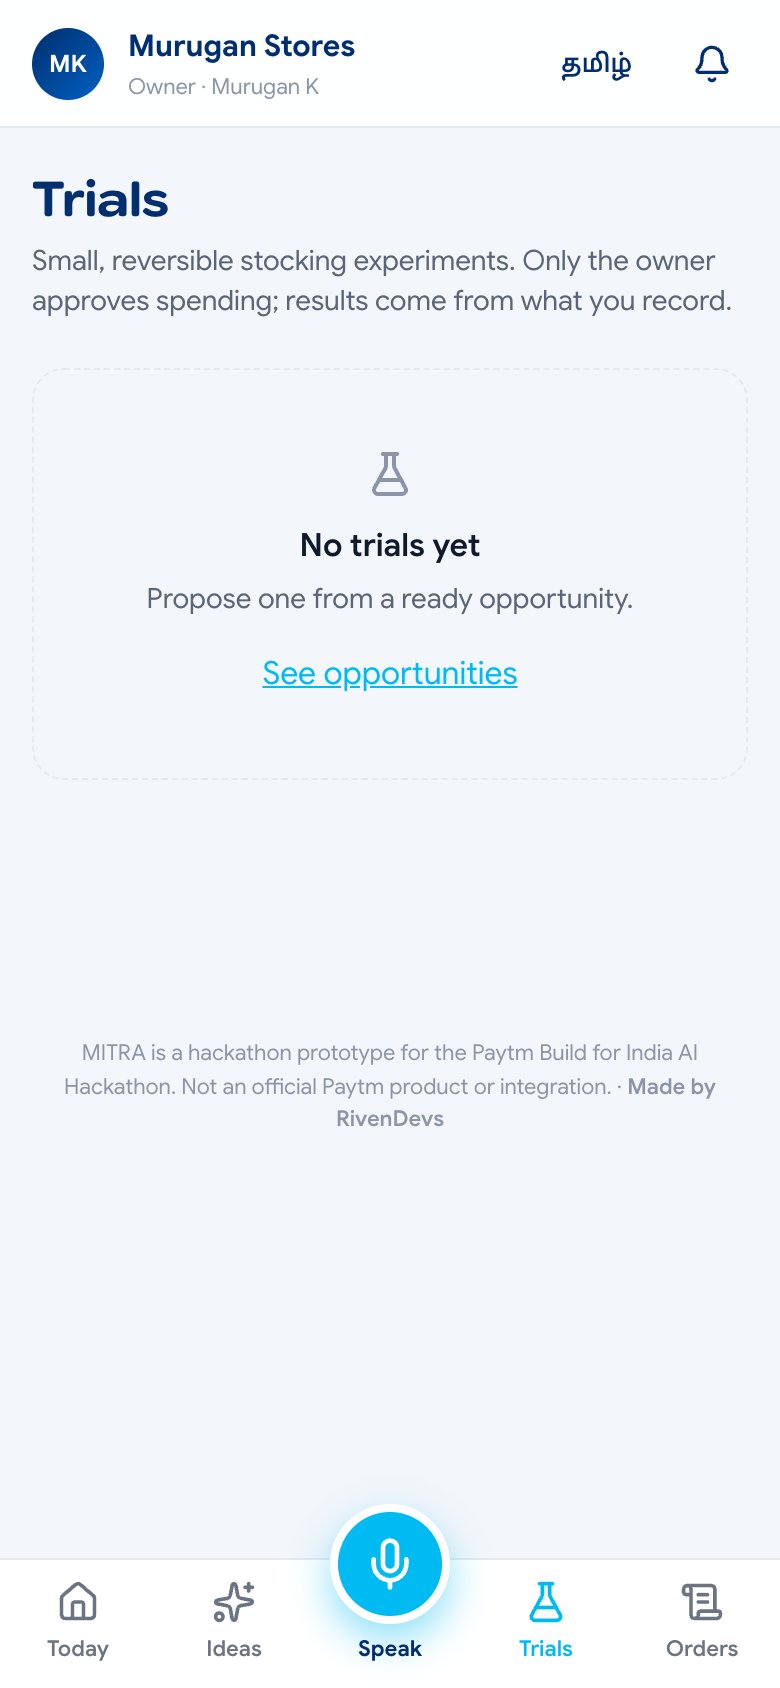 MK
Murugan Stores
Owner · Murugan K
தமிழ்
Trials
Small, reversible stocking experiments. Only the owner
approves spending; results come from what you record.
No trials yet
Propose one from a ready opportunity.
See opportunities
MITRA is a hackathon prototype for the Paytm Build for India AI
Hackathon. Not an official Paytm product or integration. · Made by
RivenDevs
Today
Ideas
Speak
Trials
Orders